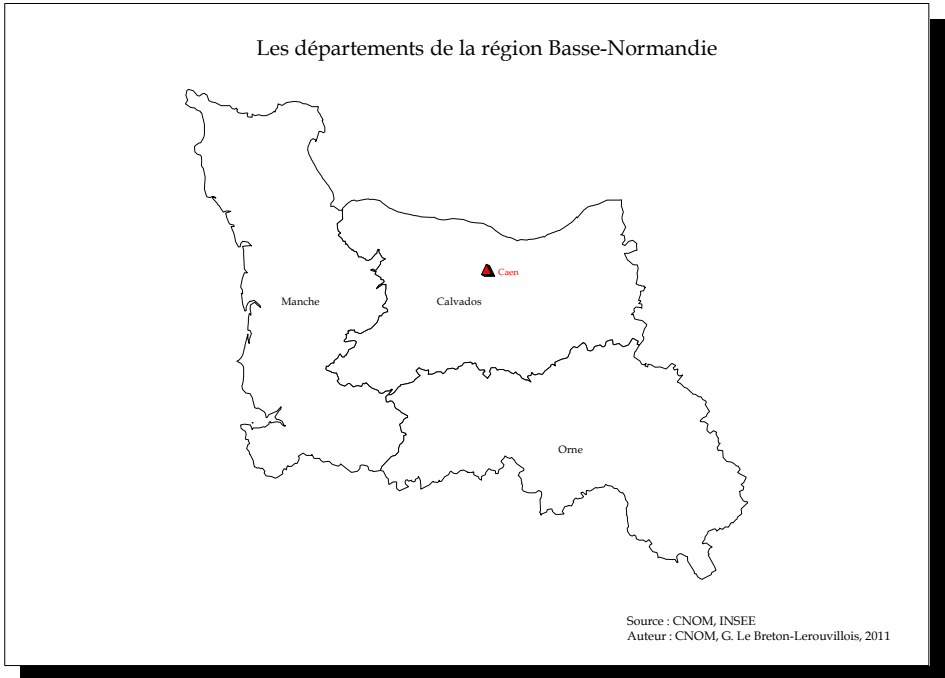 Les départements de la région Basse-Normandie
Caen
Manche
Calvados
Orne
Source : CNOM, INSEE
Auteur : CNOM, G. Le Breton-Lerouvillois, 2011